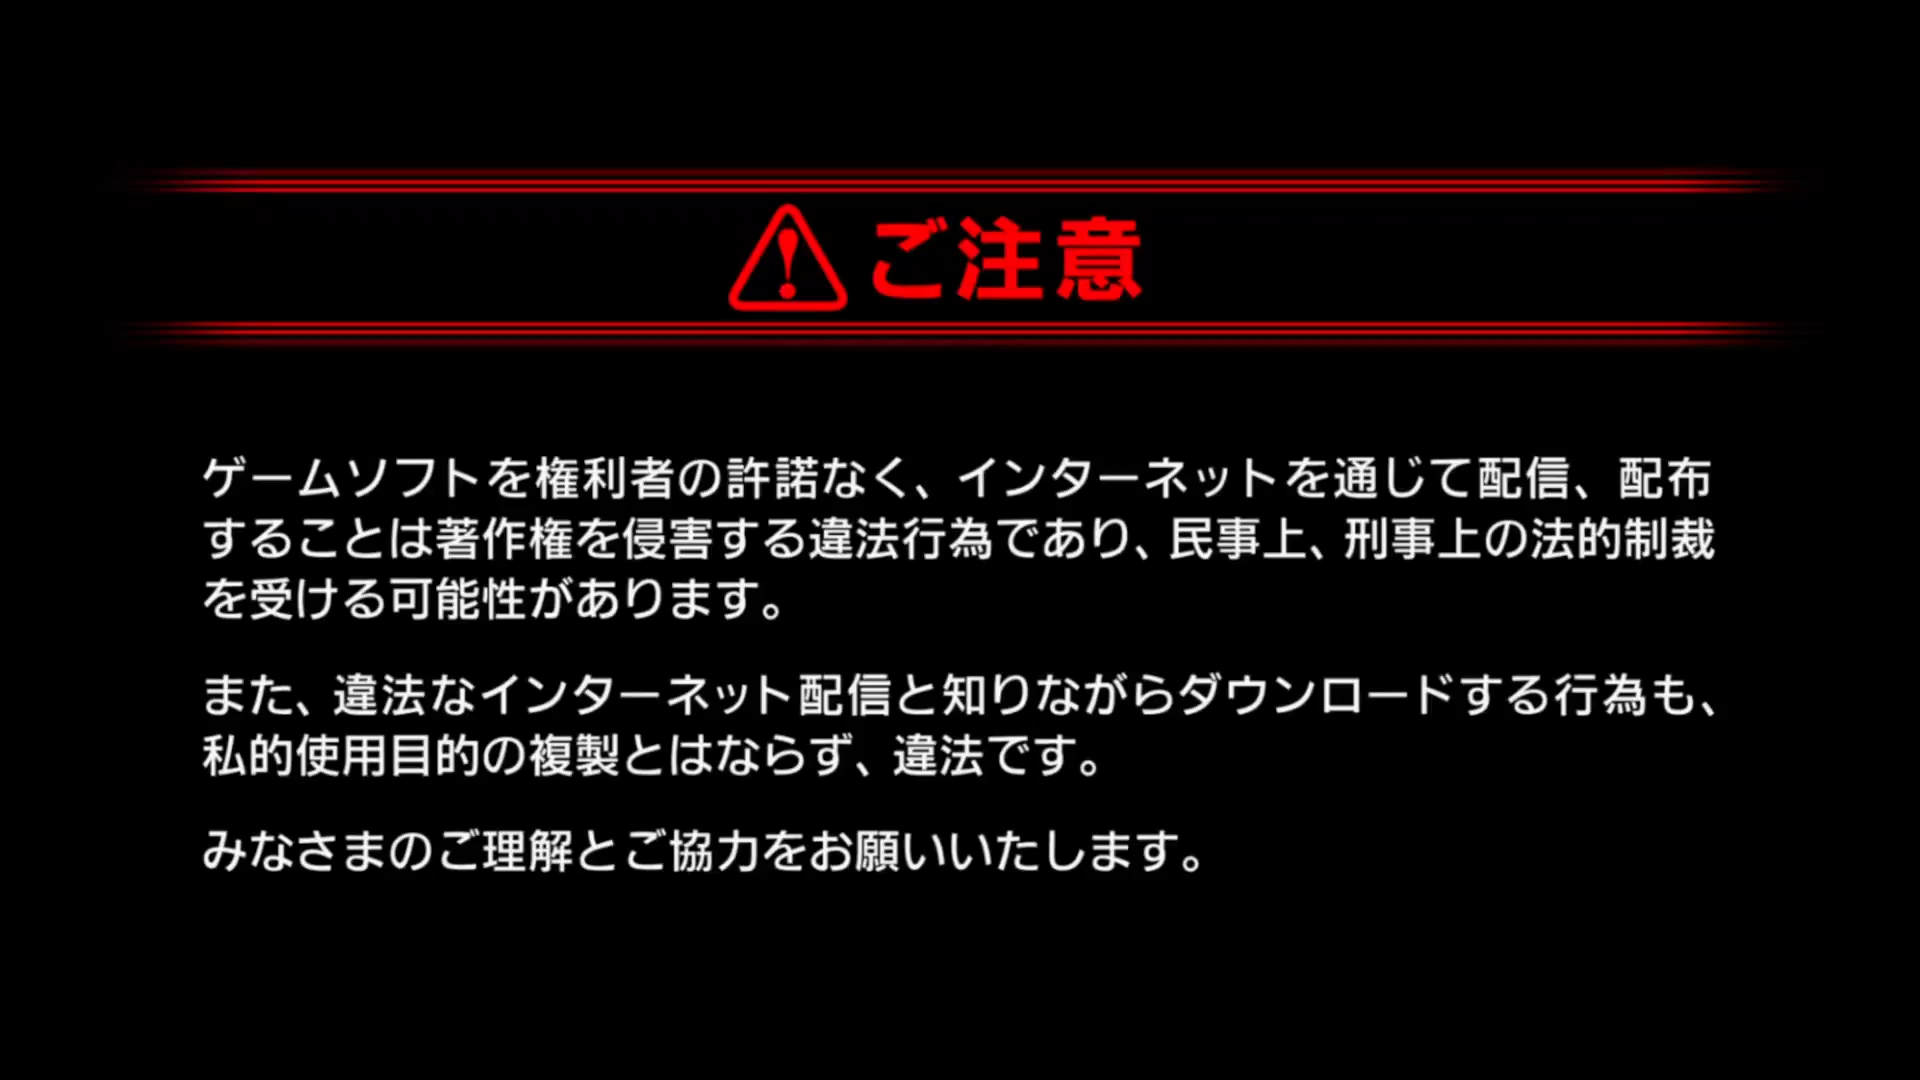 ご注意
ゲームソフトを権利者の許諾なく、インターネットを通じて配信、配布
することは著作権を侵害する違法行為であり、民事上、刑事上の法的制裁
を受ける可能性があります。
また、違法なインターネット配信と知りながらダウンロードする行為も、
私的使用目的の複製とはならず、違法です。
みなさまのご理解とご協力をお願いいたします。